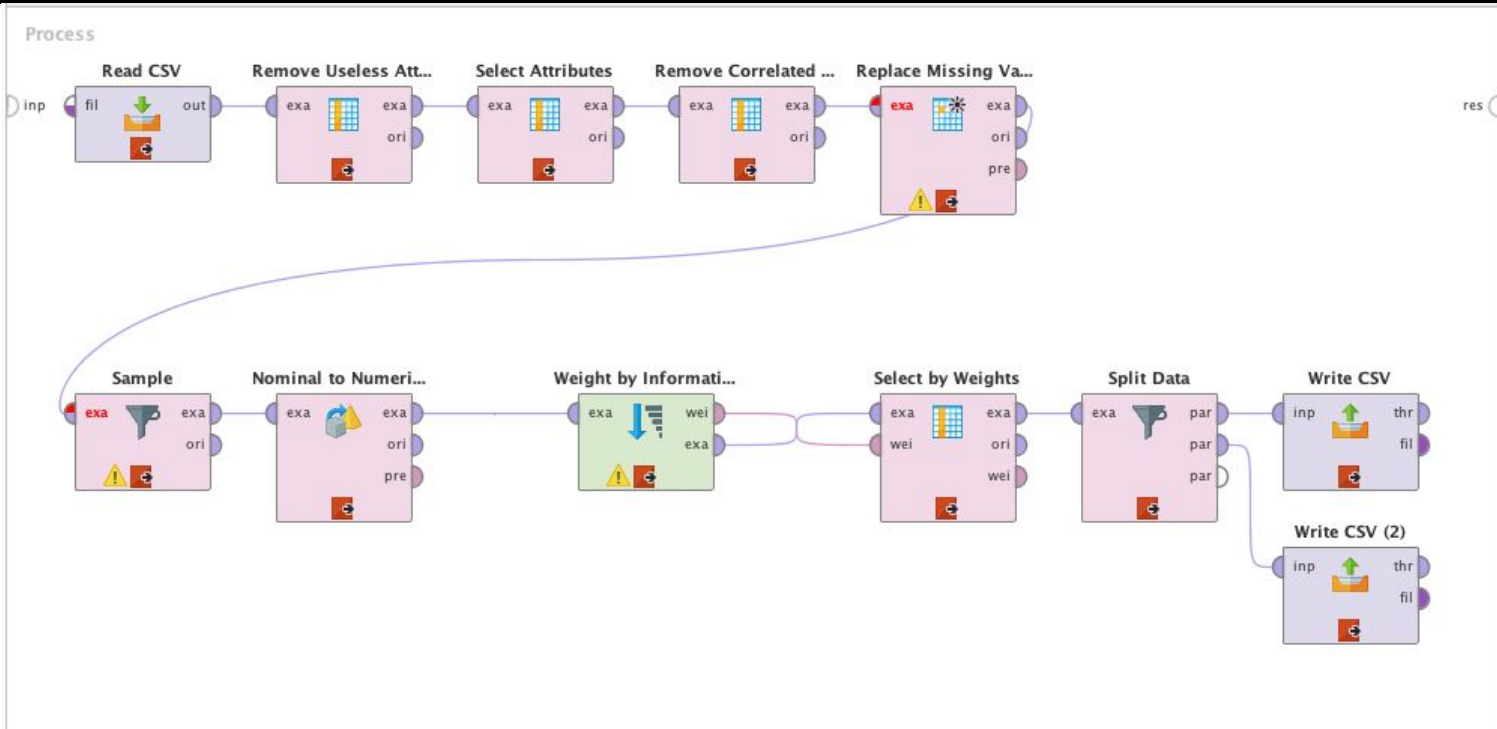 Process
Read CSV
Remove Useless Att...
Select Attributes
Remove Correlated ...
Replace Missing Va...
inp
fil
out
exa
exa
ori
exa
exa
ori
exa
exa
ori
exa
exa
ori
pre
res
Sample
Nominal to Numeri...
Weight by Informati...
Select by Weights
Split Data
Write CSV
exa
exa
ori
exa
exa
ori
pre
exa
wei
exa
exa
wei
exa
ori
wei
exa
par
par
par
inp
thr
fil
Write CSV (2)
inp
thr
fil